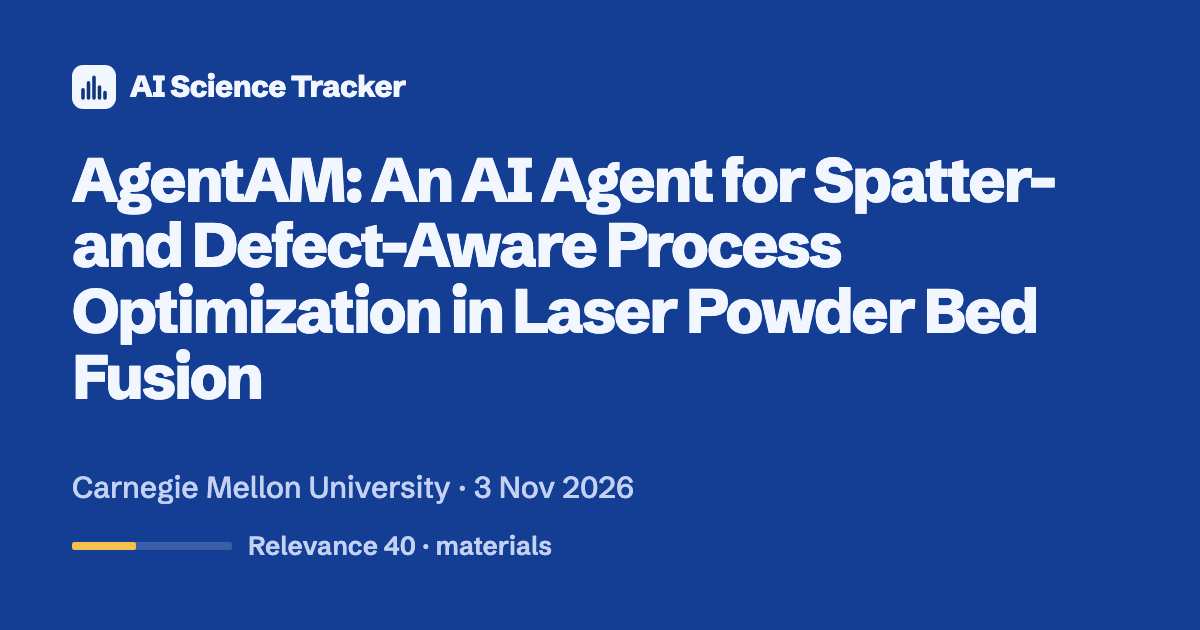 AI Science Tracker
AgentAM: An AI Agent for Spatter-
and Defect-Aware Process
Optimization in Laser Powder Bed
Fusion
Carnegie Mellon University · 3 Nov 2026
Relevance 40 · materials